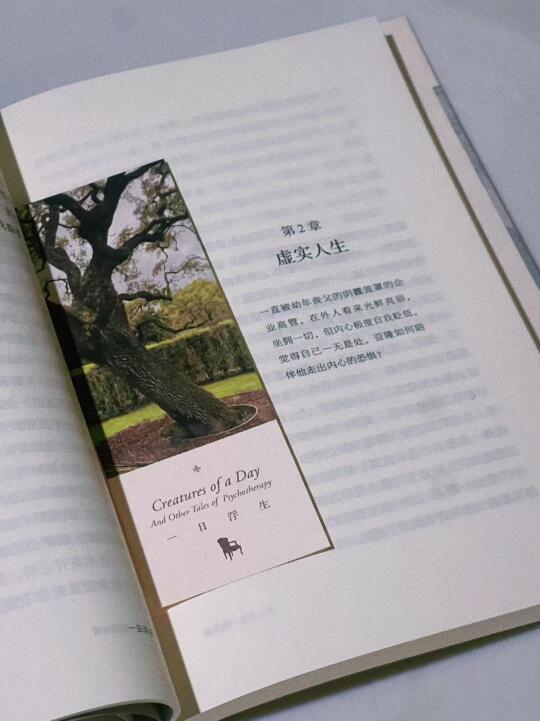 第2章
虚实人生
一直被幼年丧父的阴霾笼罩的企
业高管，在外人看来光鲜亮丽，
坐拥一切，但内心极度自我贬低，
觉得自己一无是处。亚隆如何陪
伴他走出内心的恐惧？
Creatures of a Day
And Other Tales of Psychotherapy
一日浮生